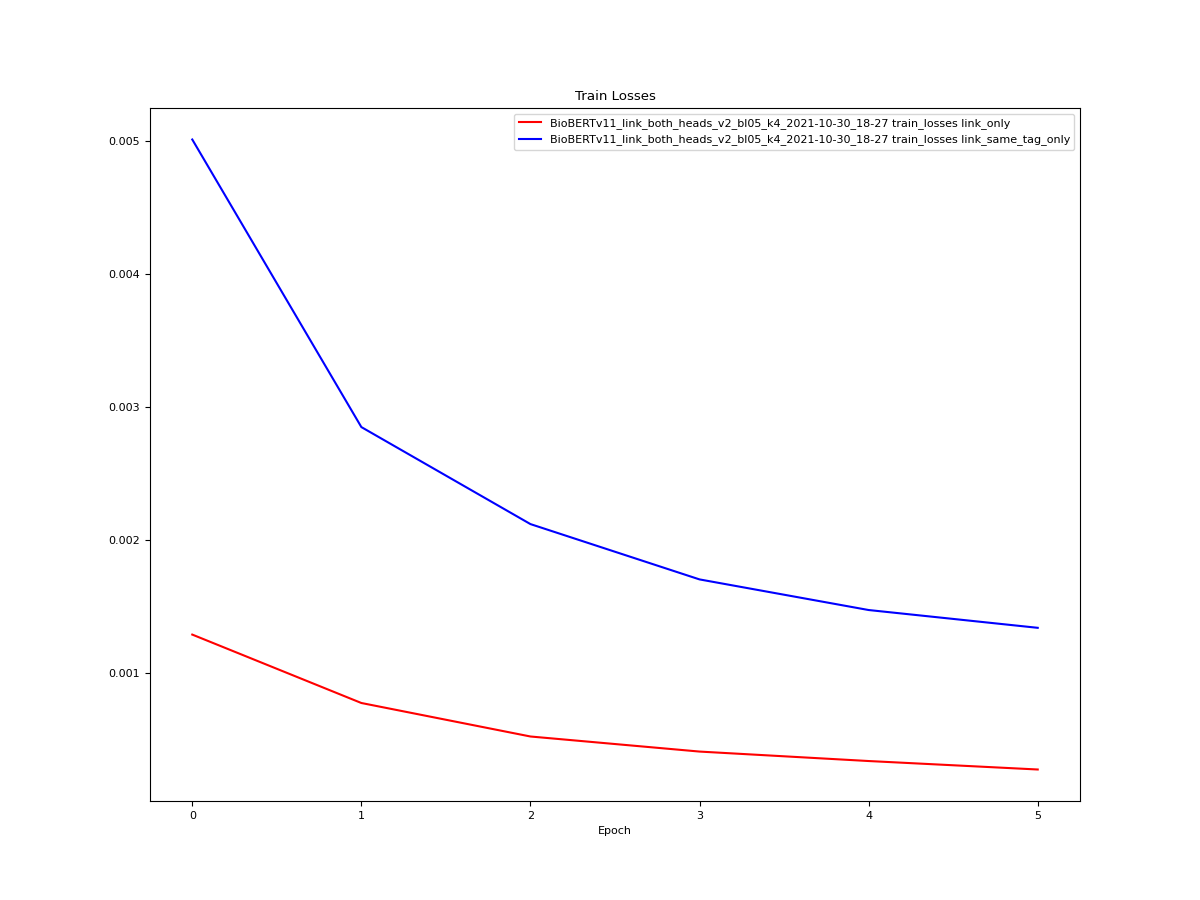 Train Losses
BioBERTv11_link_both_heads_v2_bl05_k4_2021-10-30_18-27 train_losses link_only
BioBERTv11_link_both_heads_v2_bl05_k4_2021-10-30_18-27 train_losses link_same_tag_only
0.005
0.004
0.003
0.002
0.001
0 1 2 3 4 5
Epoch